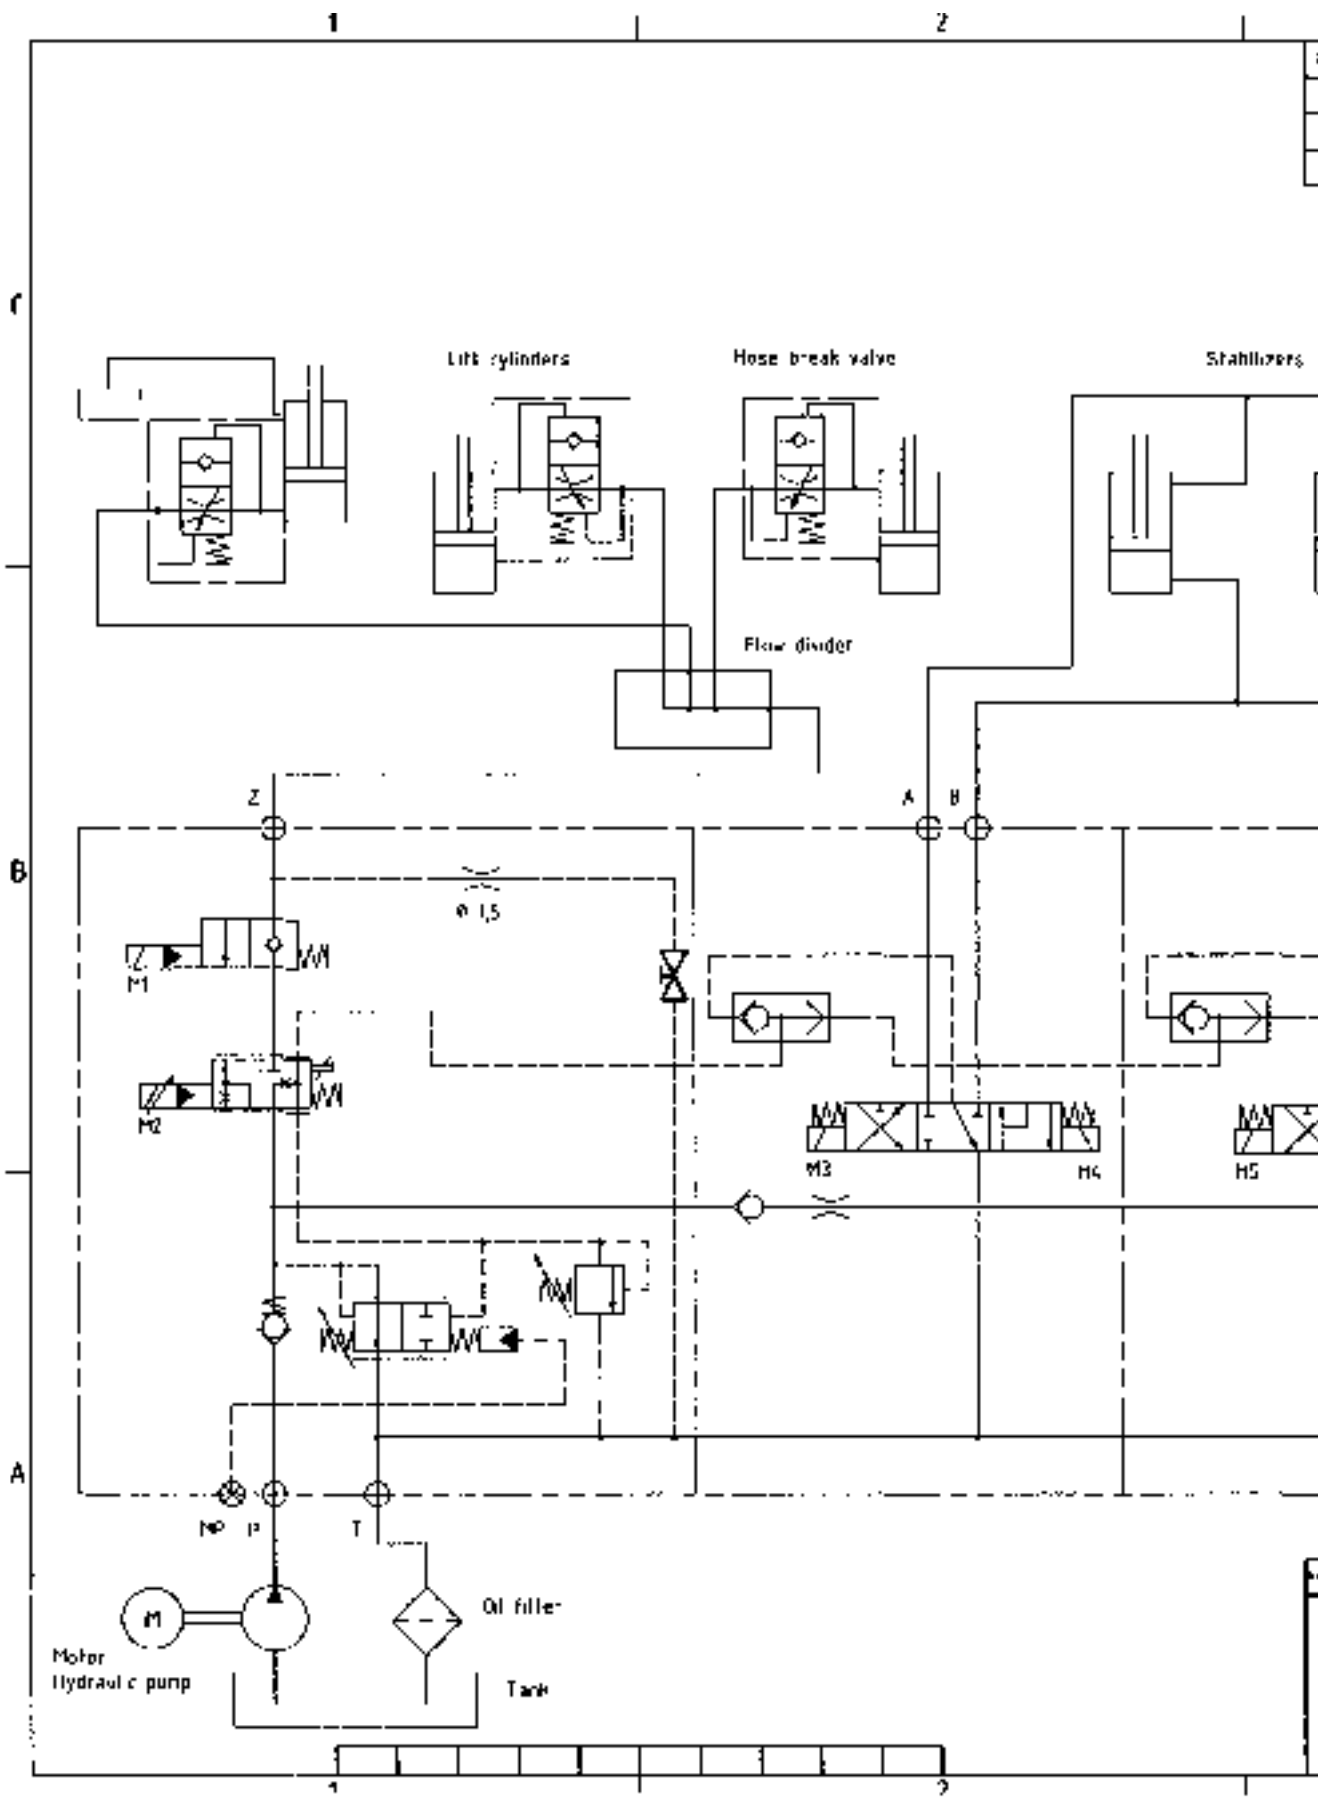 1 2
C
Lift cylinders Hose break valve Stabilizers
Flow divider
Z A B
B
Ø 1,5
M1
M2
M3 M4 M5
A
MP P T
M
Oil filter
Motor
Hydraulic pump
Tank
1 2